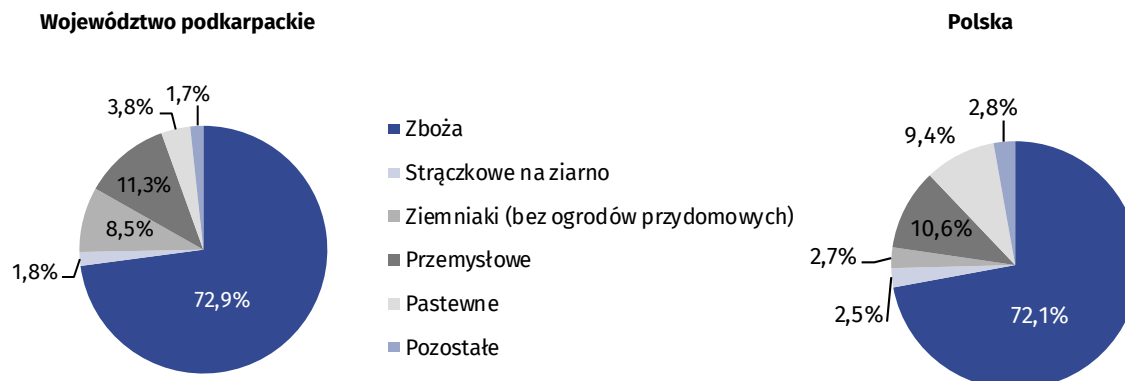 Województwo podkarpackie
Polska
1,7%
3,8%
11,3%
8,5%
1,8%
72,9%
Zboża
Strączkowe na ziarno
Ziemniaki (bez ogrodów przydomowych)
Przemysłowe
Pastewne
Pozostałe
2,8%
9,4%
10,6%
2,7%
2,5%
72,1%